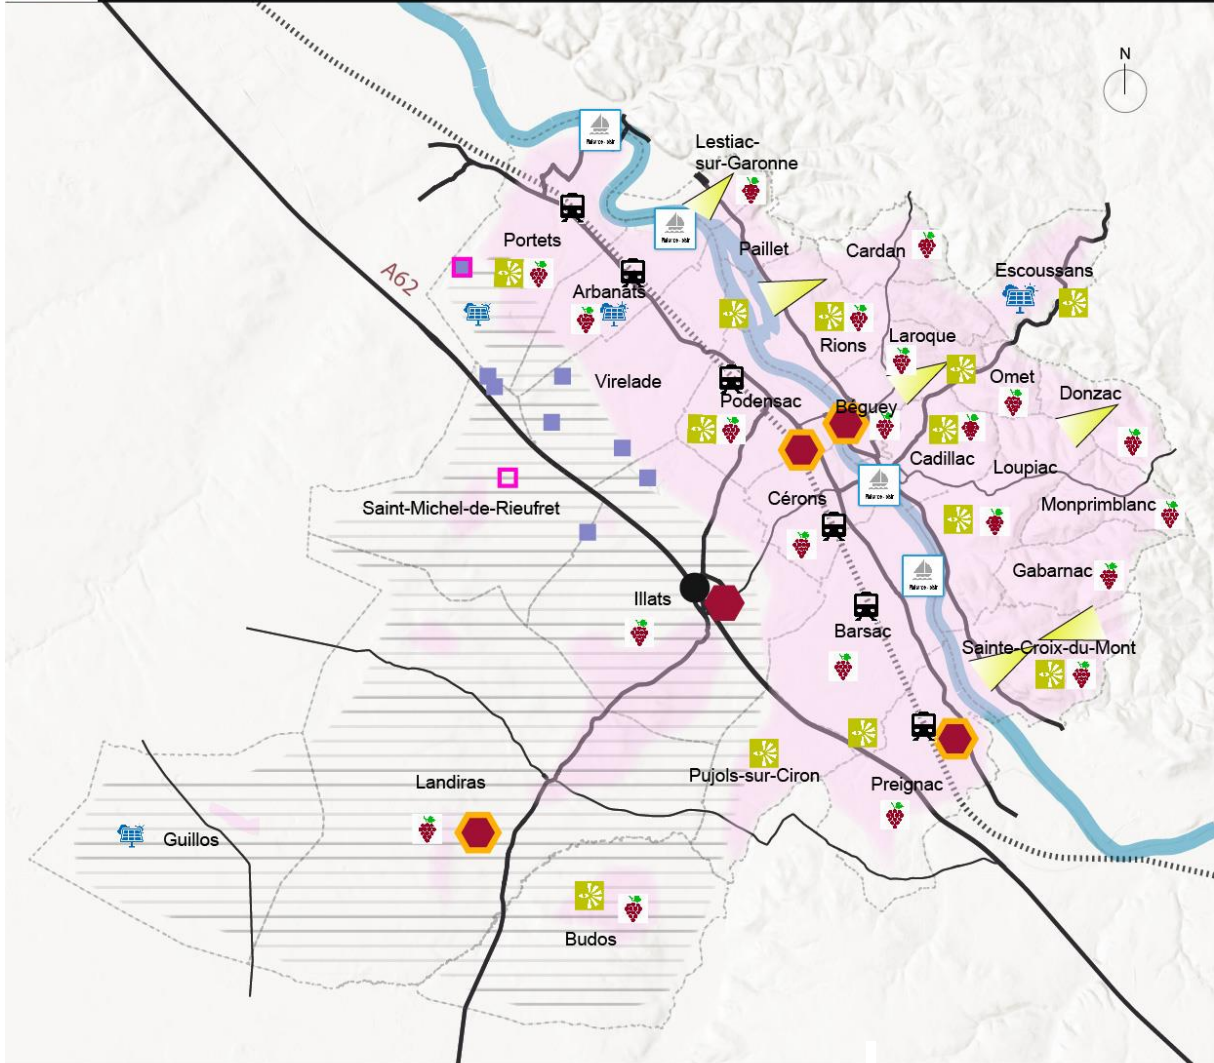 N
Lestiac-
sur-Garonne
Portets
Paillet
Cardan
Escoussans
A62
Arbanats
Rions
Laroque
Virelade
Omet
Donzac
Podensac
Béguey
Cadillac
Loupiac
Cérons
Monprimblanc
Saint-Michel-de-Rieufret
Gabarnac
Illats
Barsac
Sainte-Croix-du-Mont
Pujols-sur-Ciron
Landiras
Preignac
Guillos
Budos